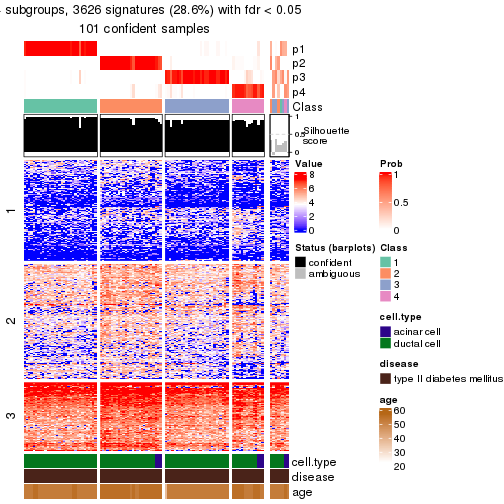 subgroups, 3626 signatures (28.6%) with fdr < 0.05
101 confident samples
p1
p2
p3
p4
Class
1
0.5
0
Silhouette
score
1
2
3
cell.type
disease
age
Value
8
6
4
2
0
Prob
1
0.5
0
Status (barplots)
confident
ambiguous
Class
1
2
3
4
cell.type
acinar cell
ductal cell
disease
type II diabetes mellitus
age
60
50
40
30
20